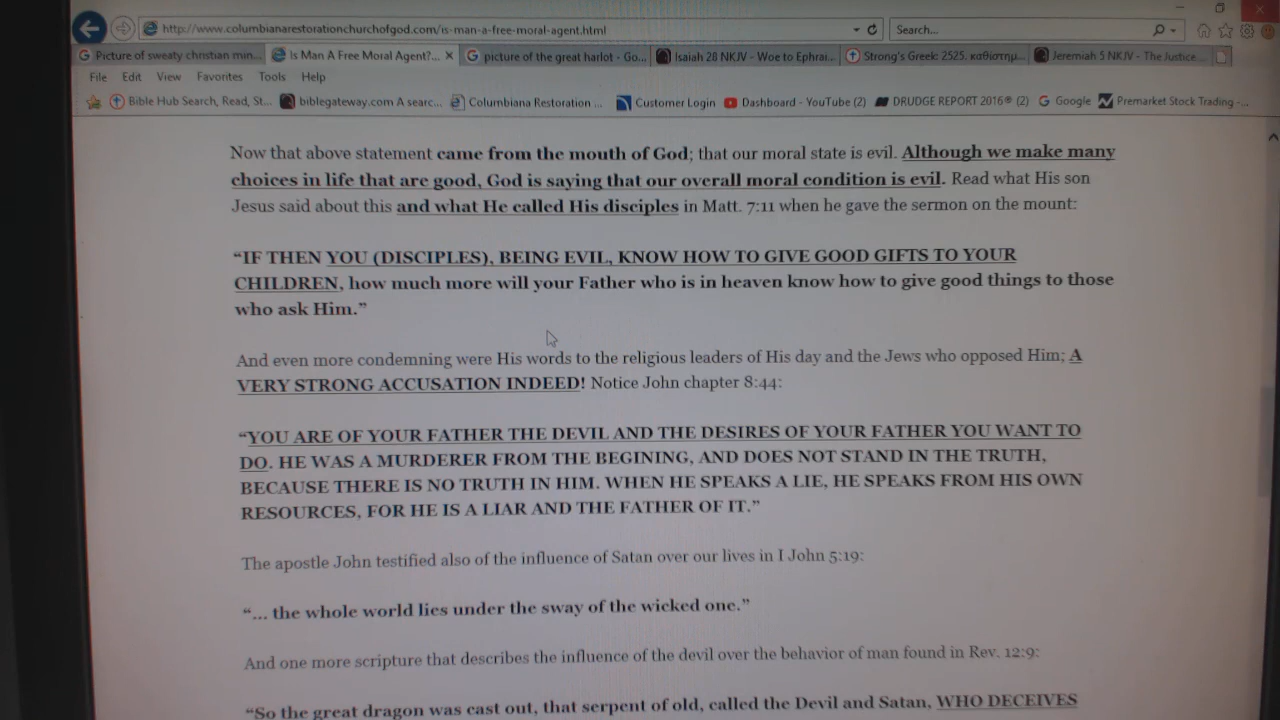 http://www.columbianarestorationchurchofgod.com/is-man-a-free-moral-agent.html
Search...
Picture of sweaty christian min...
Is Man A Free Moral Agent?...
picture of the great harlot - Go...
Isaiah 28 NKJV - Woe to Ephrai...
Strong's Greek: 2525. καθίστημ...
Jeremiah 5 NKJV - The Justice...
File Edit View Favorites Tools Help
Bible Hub Search, Read, St...
biblegateway.com A searc...
Columbiana Restoration ...
Customer Login
Dashboard - YouTube (2)
DRUDGE REPORT 2016® (2)
Google
Premarket Stock Trading -...
Now that above statement came from the mouth of God; that our moral state is evil. Although we make many
choices in life that are good, God is saying that our overall moral condition is evil. Read what His son
Jesus said about this and what He called His disciples in Matt. 7:11 when he gave the sermon on the mount:
“IF THEN YOU (DISCIPLES), BEING EVIL, KNOW HOW TO GIVE GOOD GIFTS TO YOUR
CHILDREN, how much more will your Father who is in heaven know how to give good things to those
who ask Him.”
And even more condemning were His words to the religious leaders of His day and the Jews who opposed Him; A
VERY STRONG ACCUSATION INDEED! Notice John chapter 8:44:
“YOU ARE OF YOUR FATHER THE DEVIL AND THE DESIRES OF YOUR FATHER YOU WANT TO
DO. HE WAS A MURDERER FROM THE BEGINING, AND DOES NOT STAND IN THE TRUTH,
BECAUSE THERE IS NO TRUTH IN HIM. WHEN HE SPEAKS A LIE, HE SPEAKS FROM HIS OWN
RESOURCES, FOR HE IS A LIAR AND THE FATHER OF IT.”
The apostle John testified also of the influence of Satan over our lives in I John 5:19:
“... the whole world lies under the sway of the wicked one.”
And one more scripture that describes the influence of the devil over the behavior of man found in Rev. 12:9:
“So the great dragon was cast out, that serpent of old, called the Devil and Satan, WHO DECEIVES